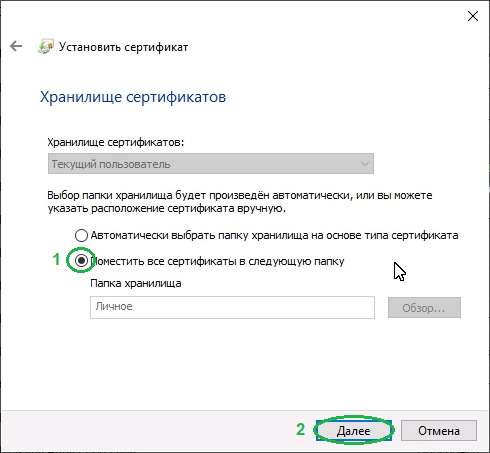 Установить сертификат
Хранилище сертификатов
Хранилище сертификатов:
Текущий пользователь
Выбор папки хранилища будет произведён автоматически, или вы можете
указать расположение сертификата вручную.
Автоматически выбрать папку хранилища на основе типа сертификата
1 Поместить все сертификаты в следующую папку
Папка хранилища
Личное Обзор...
2 Далее Отмена